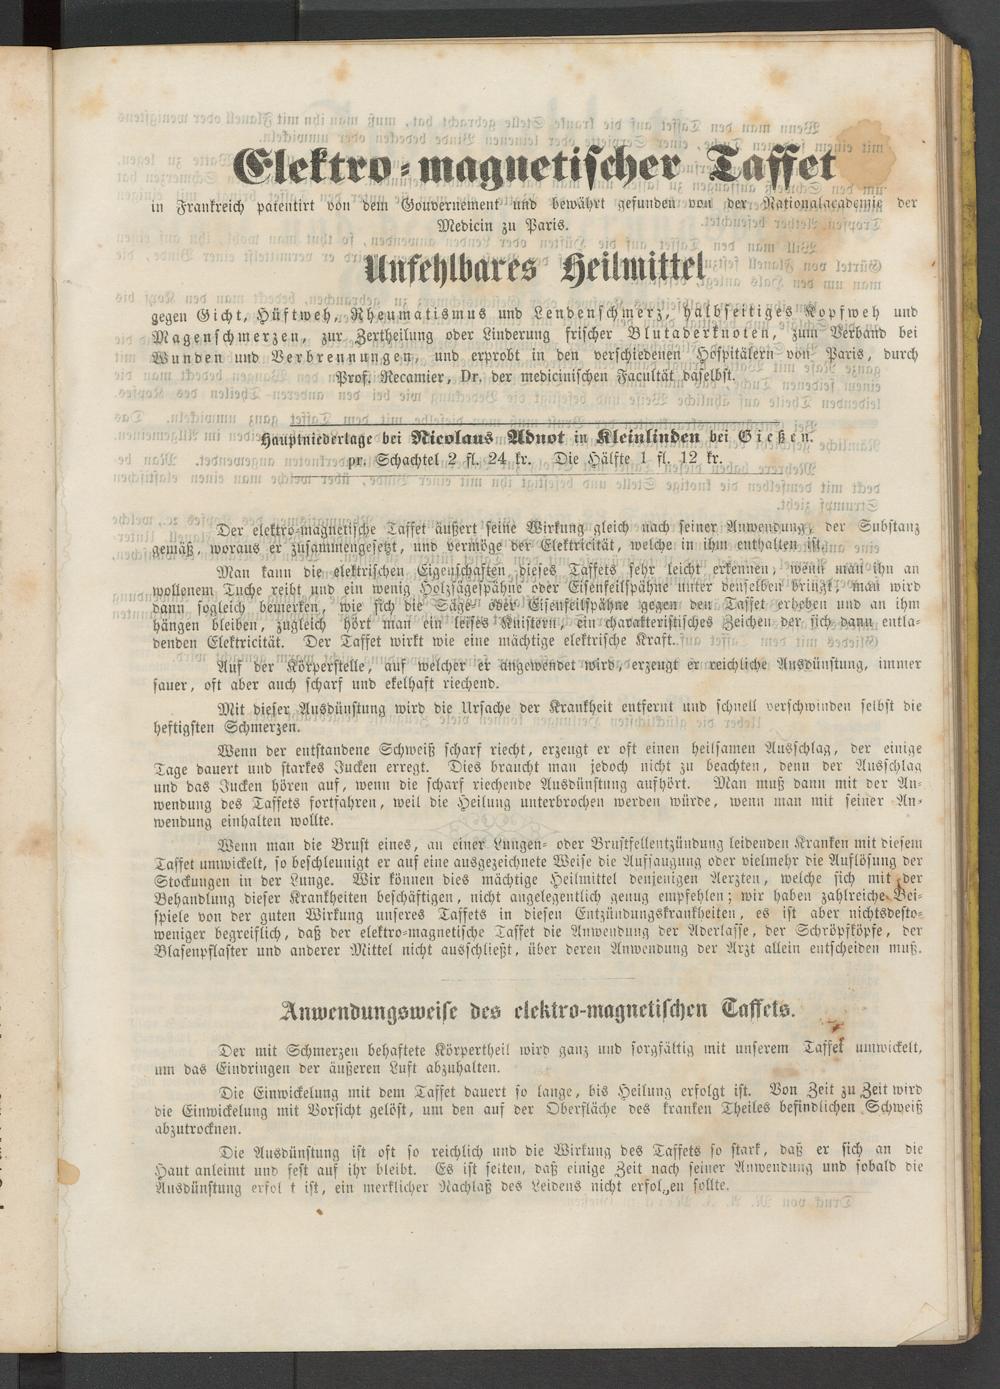 Elektro-magnetischer Taffet
in Frankreich patentirt von dem Gouvernement und bewährt gefunden von der Nationalacademie der
Medicin zu Paris.
Unfehlbares Heilmittel
gegen Gicht, Hüftweh, Rheumatismus und Lendenschmerz, halbseitiges Kopfweh und
Magenschmerzen, zur Zertheilung oder Linderung frischer Blutaderknoten, zum Verband bei
Wunden und Verbrennungen, und erprobt in den verschiedenen Hospitälern von Paris, durch
Prof. Recamier, Dr. der medicinischen Facultät daselbst.
Hauptniederlage bei Nicolaus Adnot in Kleinlinden bei Gießen.
pr. Schachtel 2 fl. 24 kr. Die Hälfte 1 fl. 12 kr.
Der elektro-magnetische Taffet äußert seine Wirkung gleich nach seiner Anwendung, der Substanz
gemäß, woraus er zusammengesetzt, und vermöge der Elektricität, welche in ihm enthalten ist.
Man kann die elektrischen Eigenschaften dieses Taffets sehr leicht erkennen, wenn man ihn an
wollenem Tuche reibt und ein wenig Holzsägespähne oder Eisenfeilspähne unter denselben bringt, man wird
dann sogleich bemerken, wie sich die Säge- oder Eisenfeilspähne gegen den Taffet erheben und an ihm
hängen bleiben, zugleich hört man ein leises Knistern, ein charakteristisches Zeichen der sich dann entla-
denden Elektricität. Der Taffet wirkt wie eine mächtige elektrische Kraft.
Auf der Körperstelle, auf welcher er angewendet wird, erzeugt er reichliche Ausdünstung, immer
sauer, oft aber auch scharf und ekelhaft riechend.
Mit dieser Ausdünstung wird die Ursache der Krankheit entfernt und schnell verschwinden selbst die
heftigsten Schmerzen.
Wenn der entstandene Schweiß scharf riecht, erzeugt er oft einen heilsamen Ausschlag, der einige
Tage dauert und starkes Jucken erregt. Dies braucht man jedoch nicht zu beachten, denn der Ausschlag
und das Jucken hören auf, wenn die scharf riechende Ausdünstung aufhört. Man muß dann mit der An-
wendung des Taffets fortfahren, weil die Heilung unterbrochen werden würde, wenn man mit seiner An-
wendung einhalten wollte.
Wenn man die Brust eines, an einer Lungen- oder Brustfellentzündung leidenden Kranken mit diesem
Taffet umwickelt, so beschleunigt er auf eine ausgezeichnete Weise die Aufsaugung oder vielmehr die Auflösung der
Stockungen in der Lunge. Wir können dies mächtige Heilmittel denjenigen Aerzten, welche sich mit der
Behandlung dieser Krankheiten beschäftigen, nicht angelegentlich genug empfehlen; wir haben zahlreiche Bei-
spiele von der guten Wirkung unseres Taffets in diesen Entzündungskrankheiten, es ist aber nichtsdesto-
weniger begreiflich, daß der elektro-magnetische Taffet die Anwendung der Aderlasse, der Schröpfköpfe, der
Blasenpflaster und anderer Mittel nicht ausschließt, über deren Anwendung der Arzt allein entscheiden muß.
Anwendungsweise des elektro-magnetischen Taffets.
Der mit Schmerzen behaftete Körpertheil wird ganz und sorgfältig mit unserem Taffet umwickelt,
um das Eindringen der äußeren Luft abzuhalten.
Die Einwickelung mit dem Taffet dauert so lange, bis Heilung erfolgt ist. Von Zeit zu Zeit wird
die Einwickelung mit Vorsicht gelöst, um den auf der Oberfläche des kranken Theiles befindlichen Schweiß
abzutrocknen.
Die Ausdünstung ist oft so reichlich und die Wirkung des Taffets so stark, daß er sich an die
Haut anleimt und fest auf ihr bleibt. Es ist selten, daß einige Zeit nach seiner Anwendung und sobald die
Ausdünstung erfol t ist, ein merklicher Nachlaß des Leidens nicht erfolgen sollte.